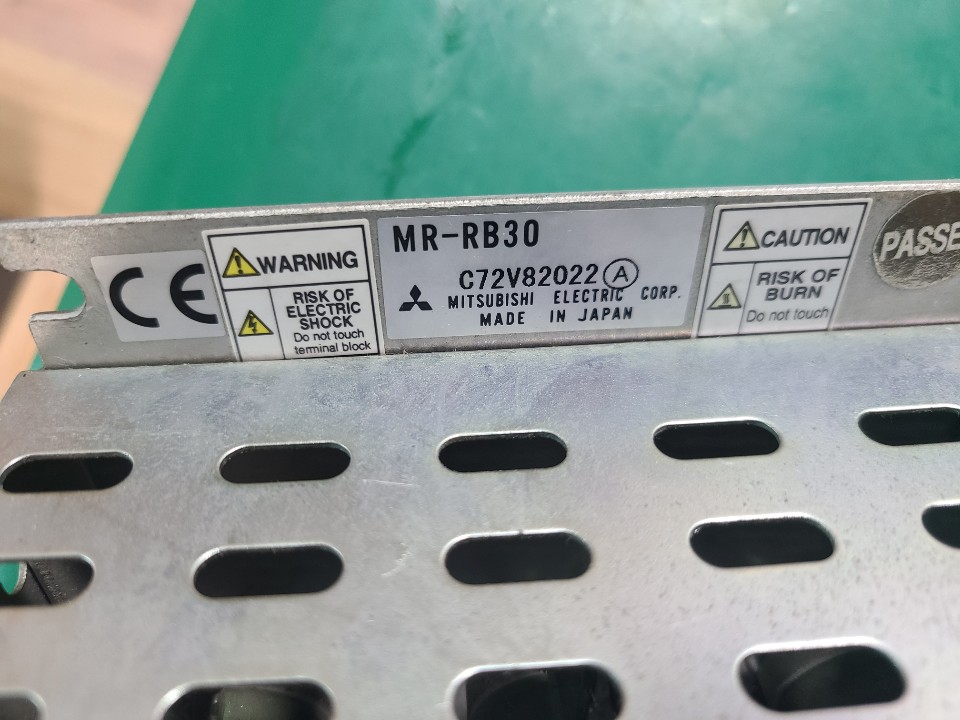 CE
WARNING
RISK OF
ELECTRIC
SHOCK
Do not touch
terminal block
MR-RB30
C72V82022 Ⓐ
MITSUBISHI ELECTRIC CORP.
MADE IN JAPAN
CAUTION
RISK OF
BURN
Do not touch
PASSE